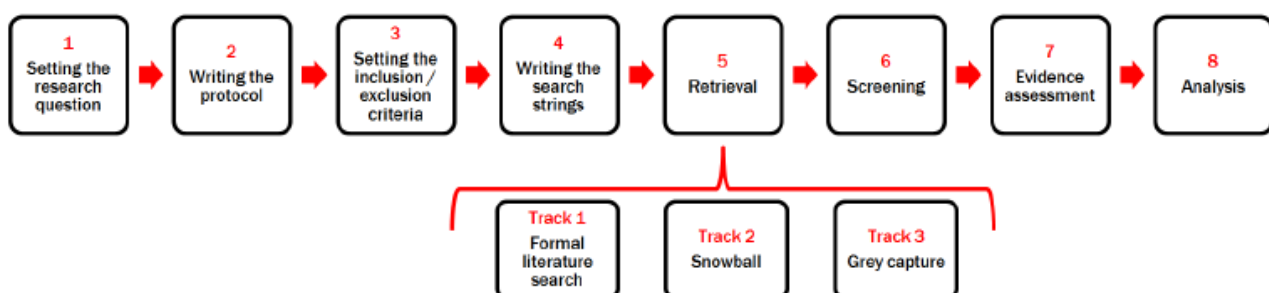 1
Setting the
research
question
2
Writing the
protocol
3
Setting the
inclusion /
exclusion
criteria
4
Writing the
search
strings
5
Retrieval
6
Screening
7
Evidence
assessment
8
Analysis
Track 1
Formal
literature
search
Track 2
Snowball
Track 3
Grey capture